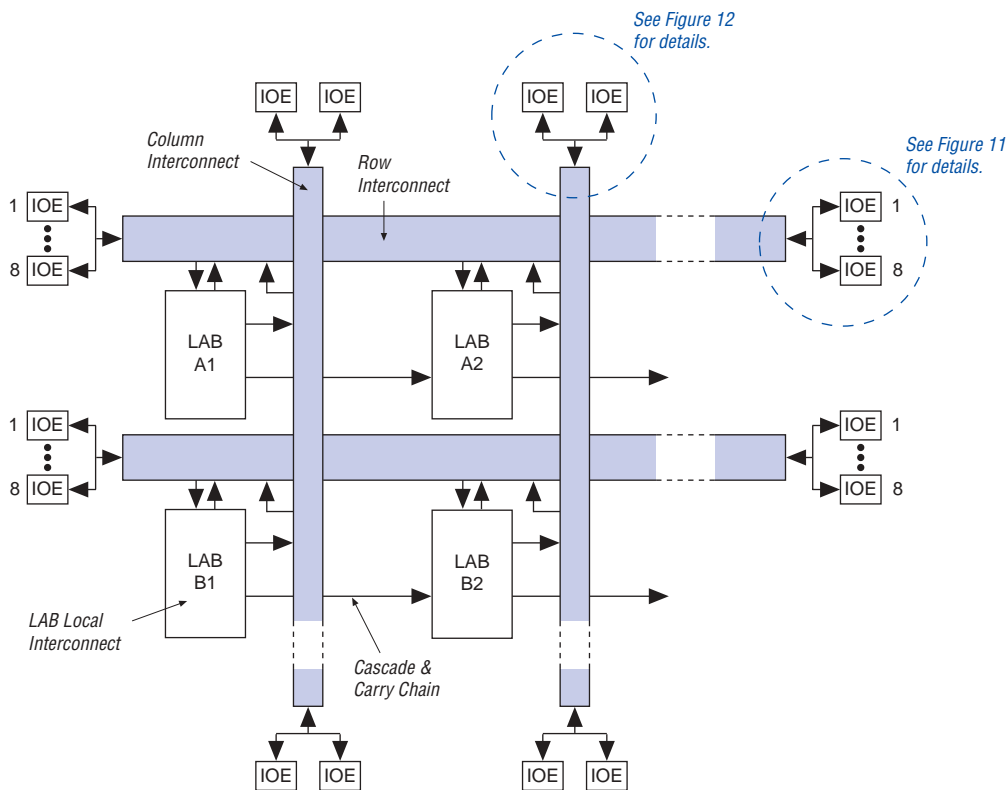 See Figure 12
for details.
IOE IOE
IOE IOE
Column
Interconnect
Row
Interconnect
See Figure 11
for details.
1 IOE
8 IOE
IOE 1
IOE 8
LAB
A1
LAB
A2
1 IOE
8 IOE
IOE 1
IOE 8
LAB
B1
LAB
B2
LAB Local
Interconnect
Cascade &
Carry Chain
IOE IOE
IOE IOE